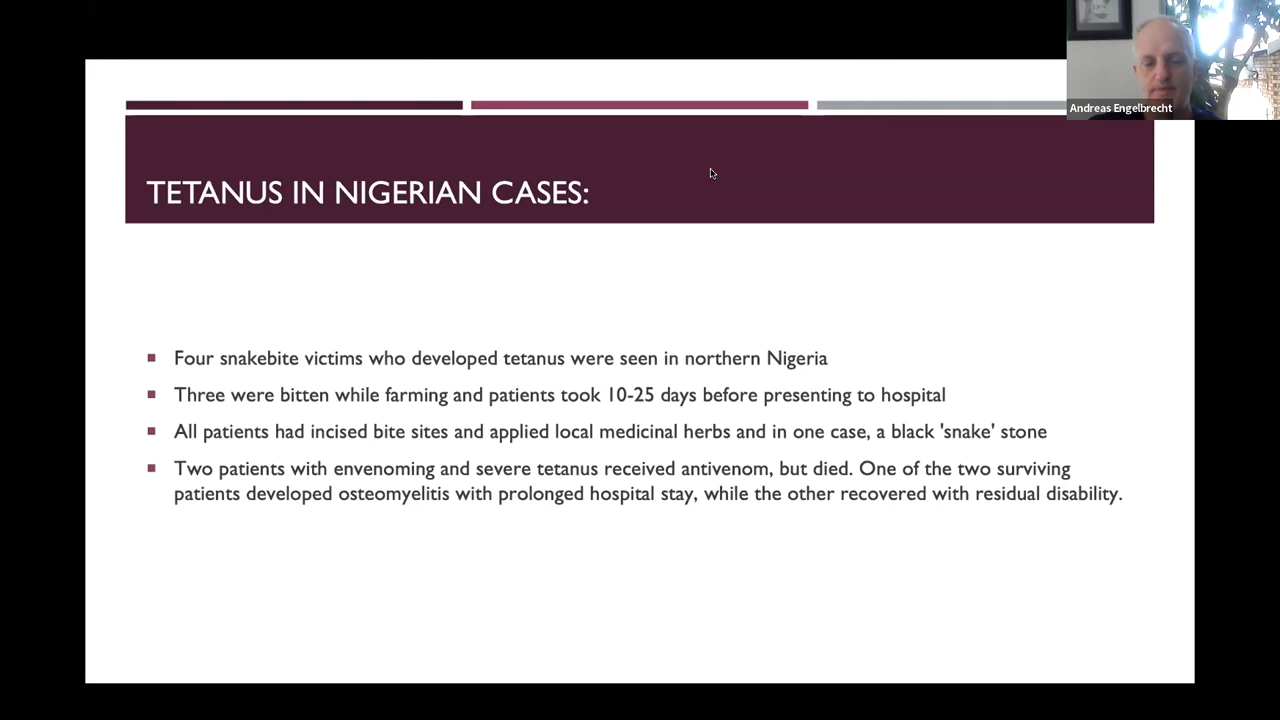 Andreas Engelbrecht
TETANUS IN NIGERIAN CASES:
Four snakebite victims who developed tetanus were seen in northern Nigeria
Three were bitten while farming and patients took 10-25 days before presenting to hospital
All patients had incised bite sites and applied local medicinal herbs and in one case, a black 'snake' stone
Two patients with envenoming and severe tetanus received antivenom, but died. One of the two surviving
patients developed osteomyelitis with prolonged hospital stay, while the other recovered with residual disability.